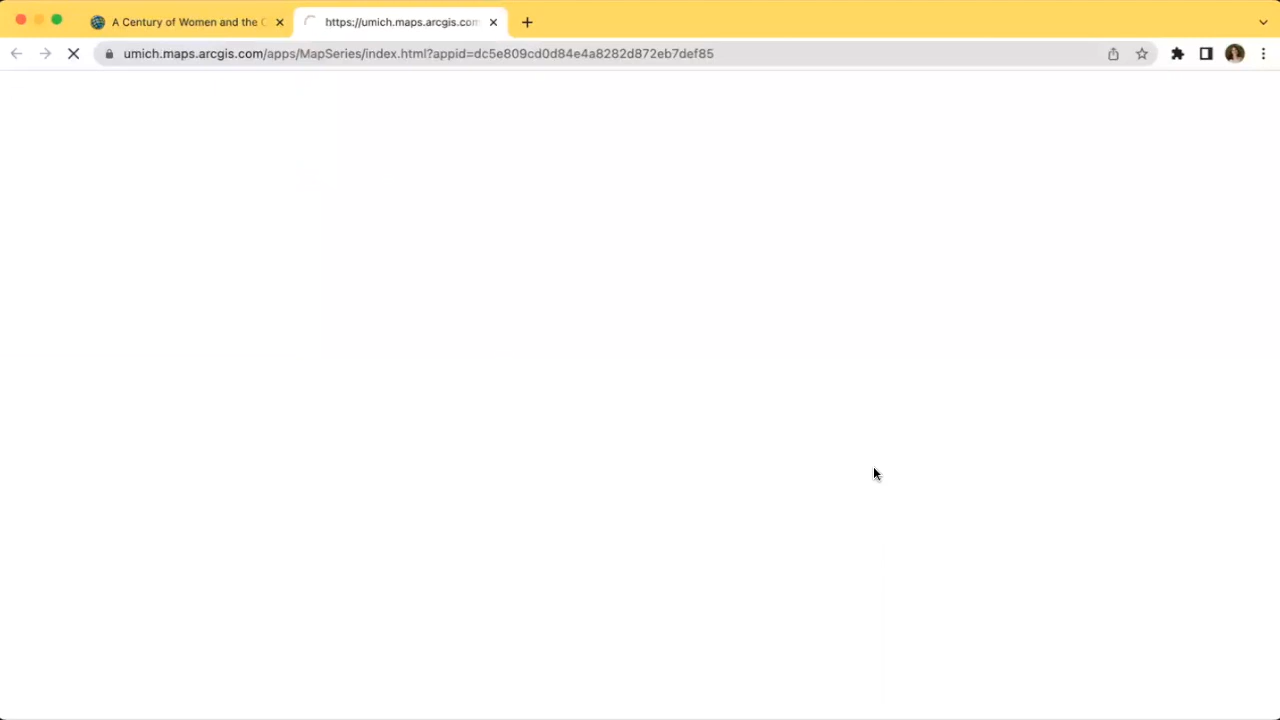 A Century of Women and the
https://umich.maps.arcgis.com
umich.maps.arcgis.com/apps/MapSeries/index.html?appid=dc5e809cd0d84e4a8282d872eb7def85